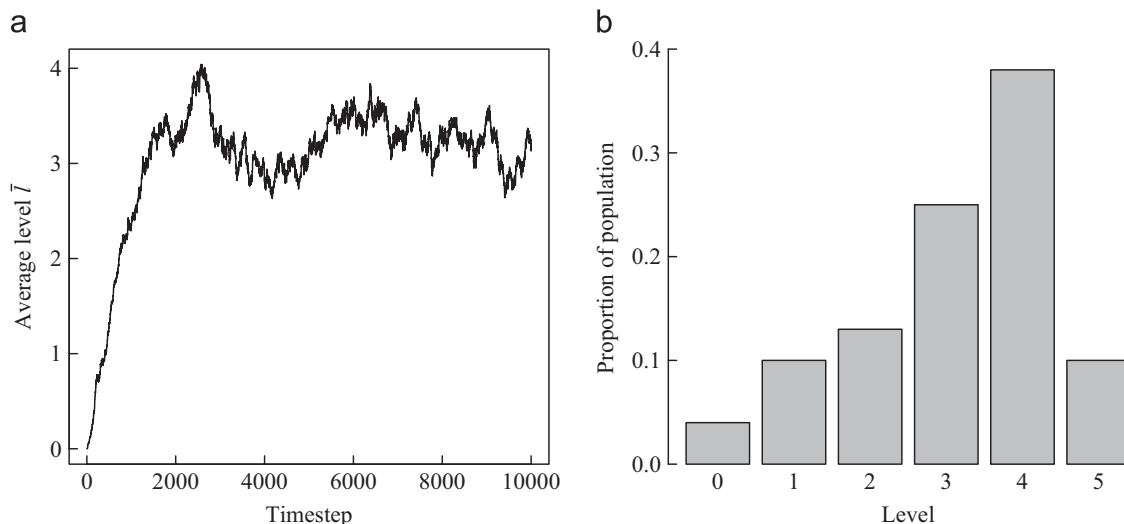 a
Average level l̄
4
3
2
1
0
0 2000 4000 6000 8000 10000
Timestep
b
Proportion of population
0.4
0.3
0.2
0.1
0.0
0 1 2 3 4 5
Level